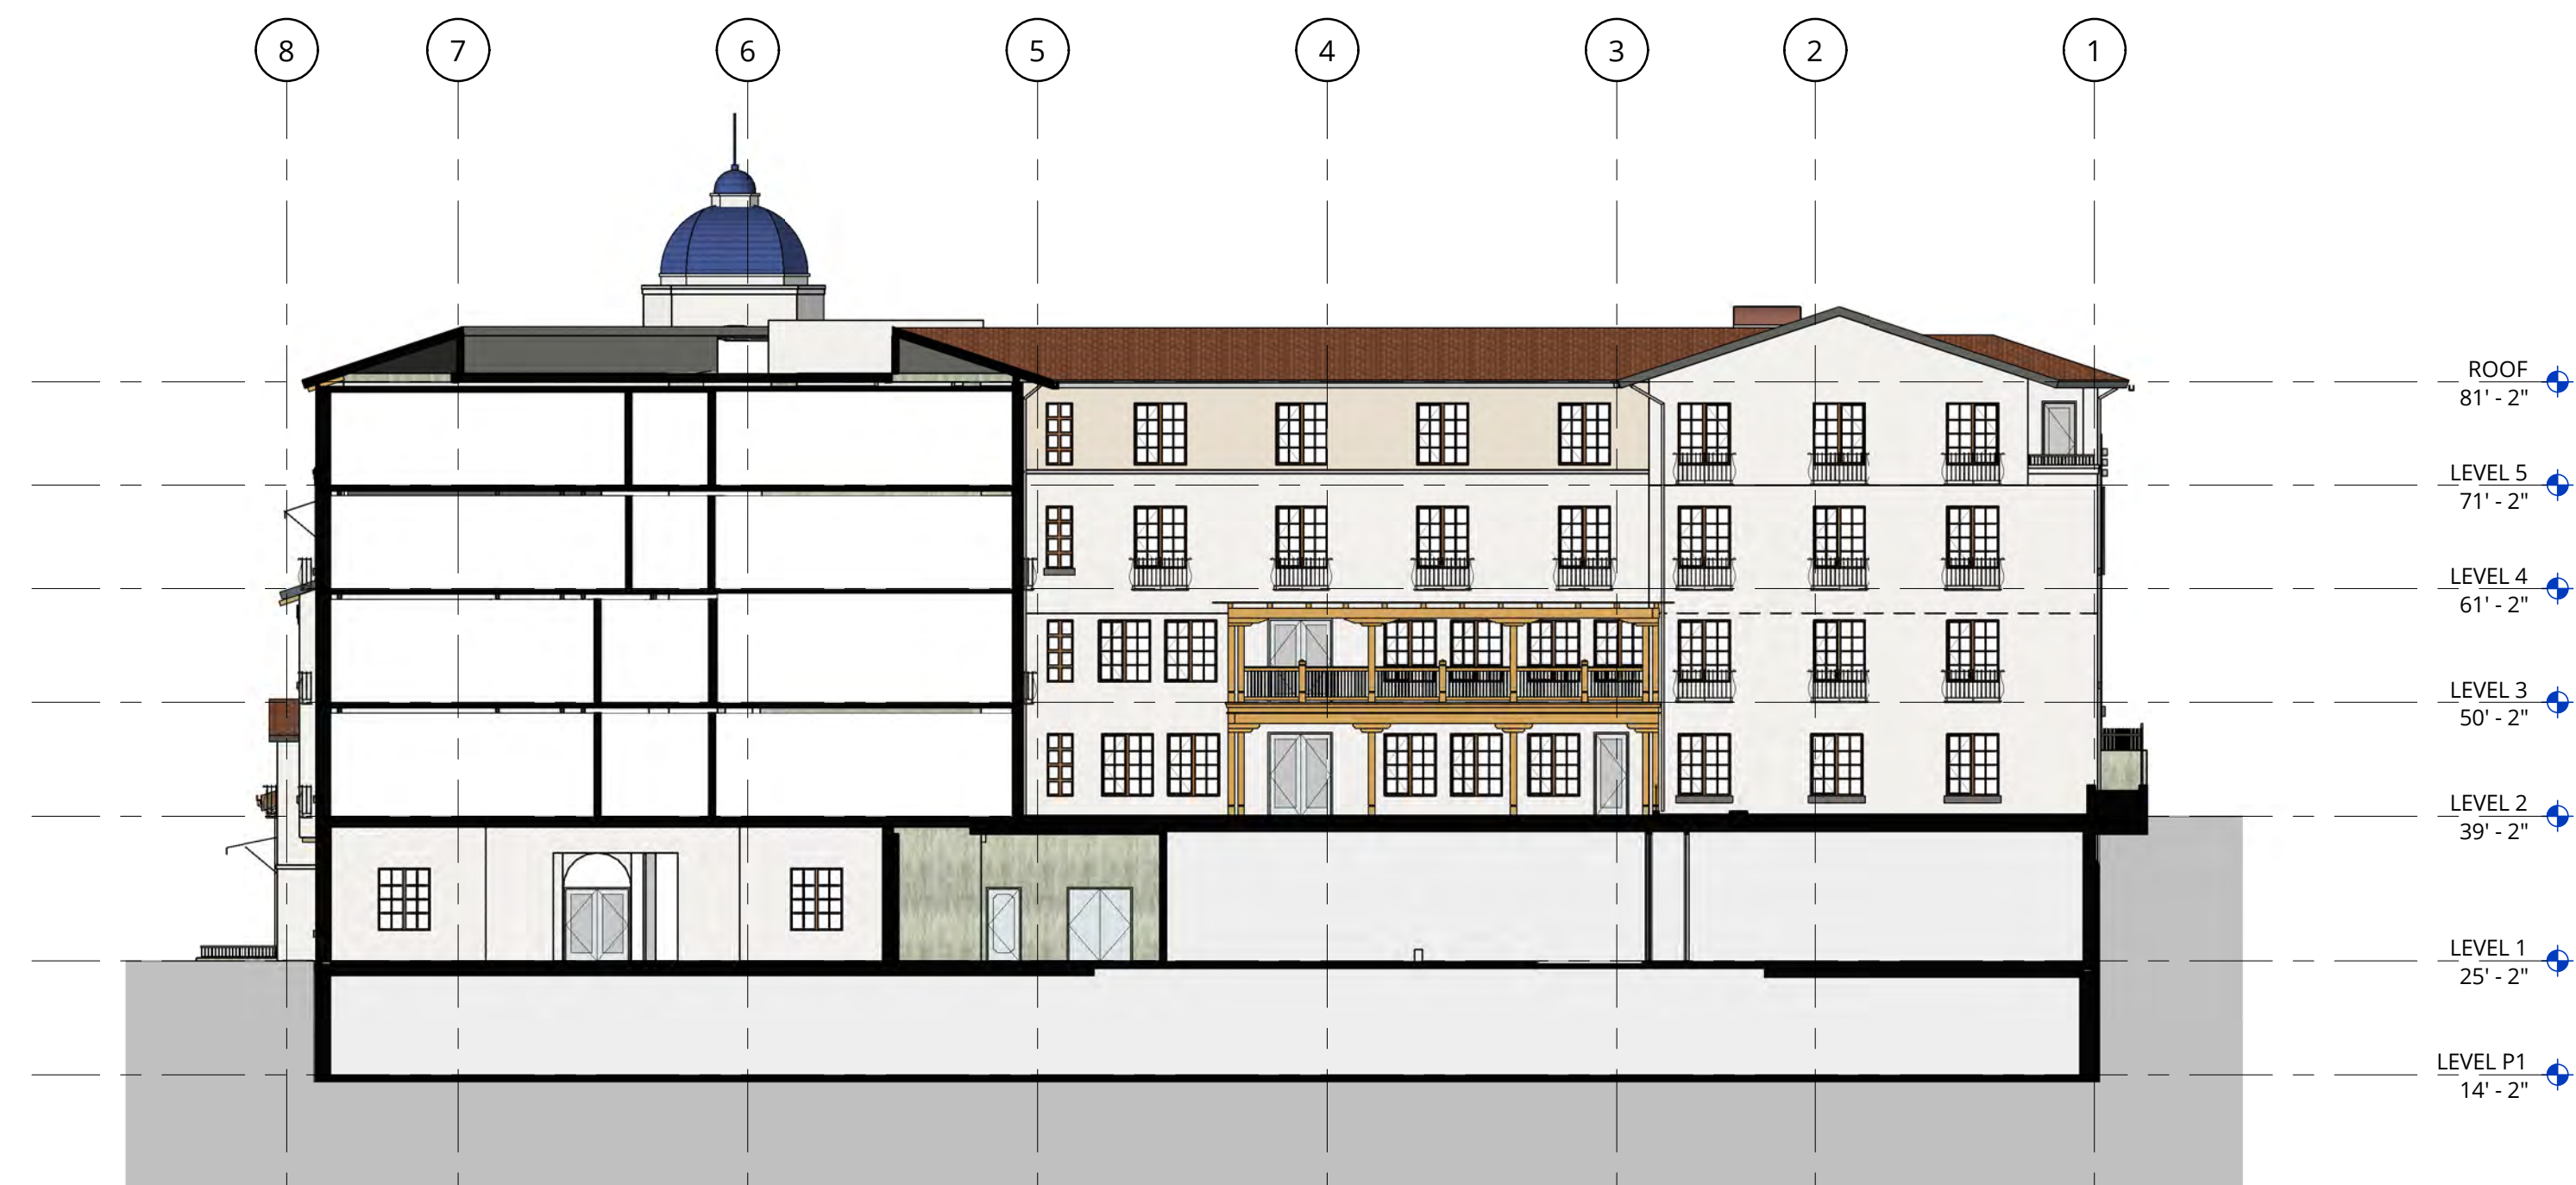 8 7 6 5 4 3 2 1
ROOF
81' - 2"
LEVEL 5
71' - 2"
LEVEL 4
61' - 2"
LEVEL 3
50' - 2"
LEVEL 2
39' - 2"
LEVEL 1
25' - 2"
LEVEL P1
14' - 2"